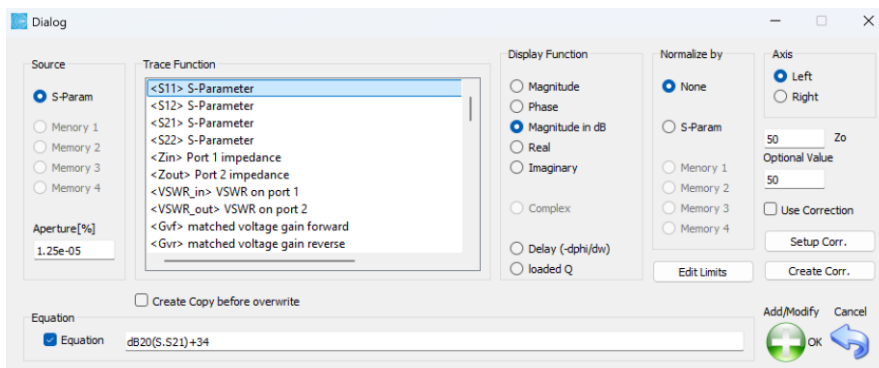 Dialog
Source
S-Param
Menory 1
Memory 2
Memory 3
Memory 4
Aperture[%]
1.25e-05
Trace Function
<S11> S-Parameter
<S12> S-Parameter
<S21> S-Parameter
<S22> S-Parameter
<Zin> Port 1 impedance
<Zout> Port 2 impedance
<VSWR_in> VSWR on port 1
<VSWR_out> VSWR on port 2
<Gvf> matched voltage gain forward
<Gvr> matched voltage gain reverse
Create Copy before overwrite
Display Function
Magnitude
Phase
Magnitude in dB
Real
Imaginary
Complex
Delay (-dphi/dw)
loaded Q
Normalize by
None
S-Param
Menory 1
Memory 2
Memory 3
Memory 4
Edit Limits
Axis
Left
Right
50 Zo
Optional Value
50
Use Correction
Setup Corr.
Create Corr.
Equation
Equation dB20(S.S21)+34
Add/Modify Cancel
OK